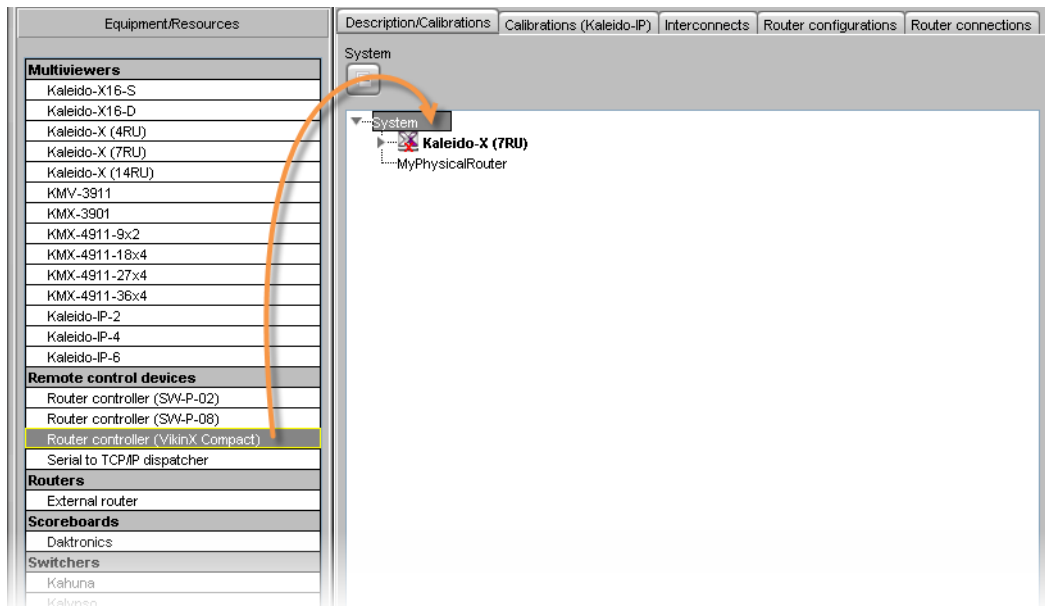 Equipment/Resources
Multiviewers
Kaleido-X16-S
Kaleido-X16-D
Kaleido-X (4RU)
Kaleido-X (7RU)
Kaleido-X (14RU)
KMV-3911
KMX-3901
KMX-4911-9x2
KMX-4911-18x4
KMX-4911-27x4
KMX-4911-36x4
Kaleido-IP-2
Kaleido-IP-4
Kaleido-IP-6
Remote control devices
Router controller (SW-P-02)
Router controller (SW-P-08)
Router controller (VikinX Compact)
Serial to TCP/IP dispatcher
Routers
External router
Scoreboards
Daktronics
Switchers
Kahuna
Kalypso
Description/Calibrations
Calibrations (Kaleido-IP)
Interconnects
Router configurations
Router connections
System
System
Kaleido-X (7RU)
MyPhysicalRouter